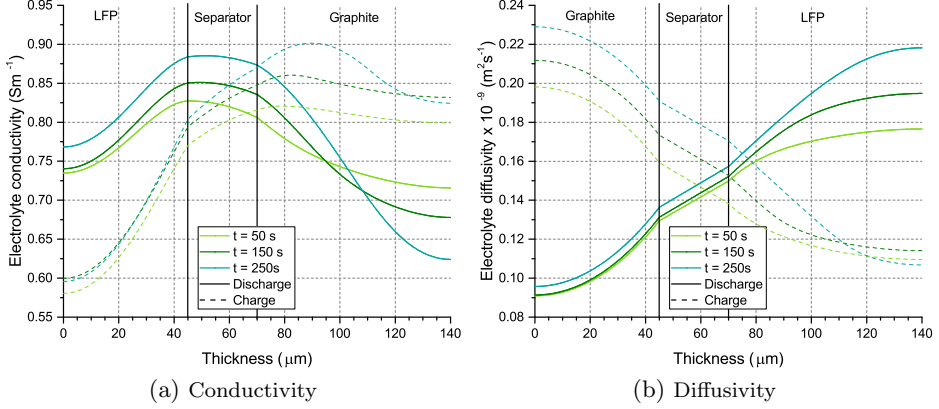 LFP
Separator
Graphite
Electrolyte conductivity (Sm⁻¹)
0.95
0.90
0.85
0.80
0.75
0.70
0.65
0.60
0.55
t = 50 s
t = 150 s
t = 250s
Discharge
Charge
0
20
40
60
80
100
120
140
Thickness (μm)
(a) Conductivity
Graphite
Separator
LFP
Electrolyte diffusivity x 10⁻⁹ (m²s⁻¹)
0.24
0.22
0.20
0.18
0.16
0.14
0.12
0.10
0.08
t = 50 s
t = 150 s
t = 250s
Discharge
Charge
0
20
40
60
80
100
120
140
Thickness (μm)
(b) Diffusivity